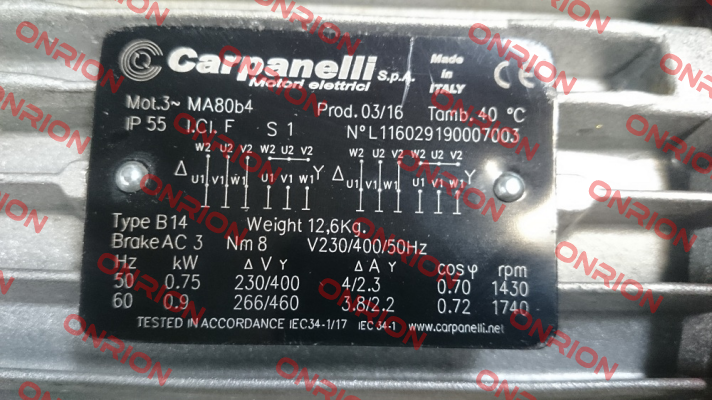 Carpanelli S.p.A.
Motori elettrici
Made in ITALY
CE
Mot.3~ MA80b4 Prod. 03/16 Tamb. 40 °C
IP 55 I.Cl. F S 1 N° L116029190007003
W2 U2 V2 W2 U2 V2 W2 U2 V2 W2 U2 V2
Δ U1 V1 W1 U1 V1 W1 Y Δ U1 V1 W1 U1 V1 W1 Y
Type B14 Weight 12,6Kg.
Brake AC 3 Nm 8 V230/400/50Hz
Hz kW Δ V Y Δ A Y cosφ rpm
50 0.75 230/400 4/2.3 0.70 1430
60 0.9 266/460 3.8/2.2 0.72 1740
TESTED IN ACCORDANCE IEC34-1/17 IEC 34-1 www.carpanelli.net
ONRION